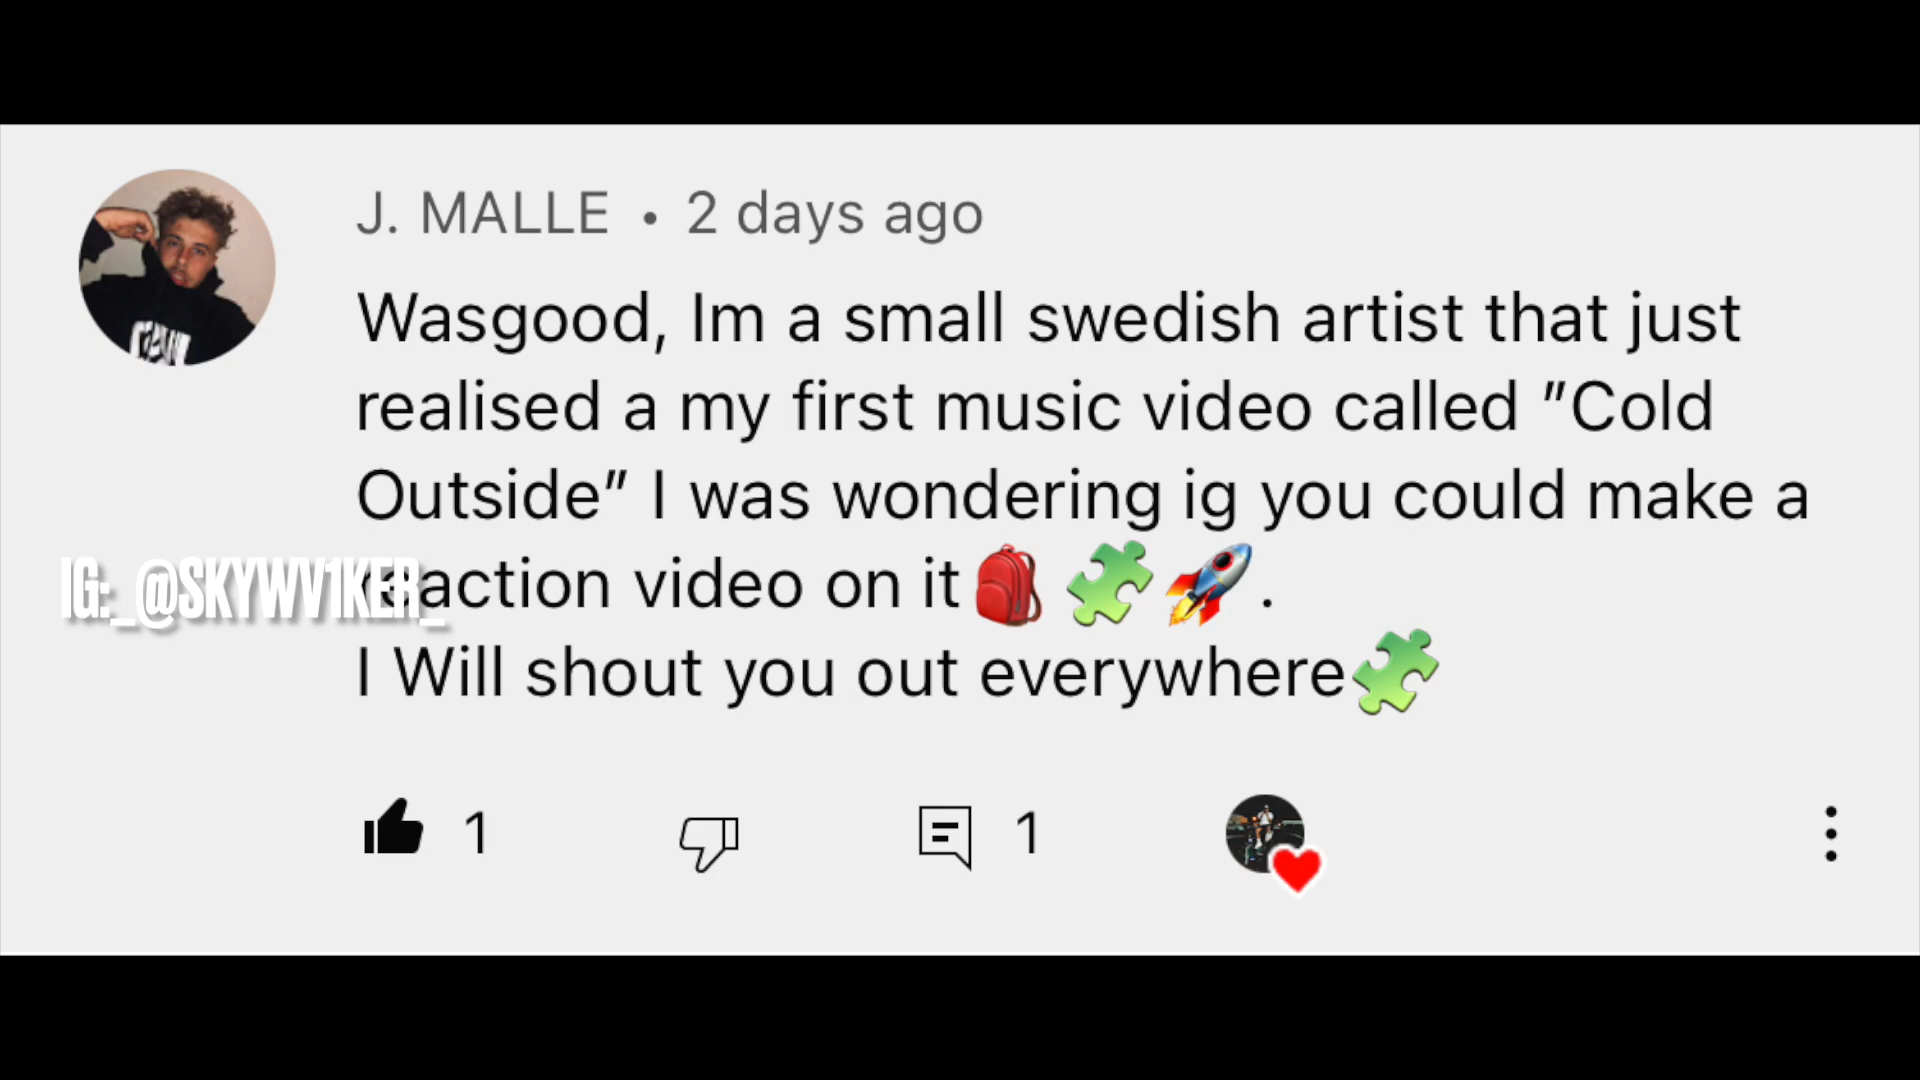 J. MALLE • 2 days ago
Wasgood, Im a small swedish artist that just
realised a my first music video called "Cold
Outside" I was wondering ig you could make a
reaction video on it🎒🧩🚀.
I Will shout you out everywhere🧩
IG:_@SKYWV1KER_
1
1